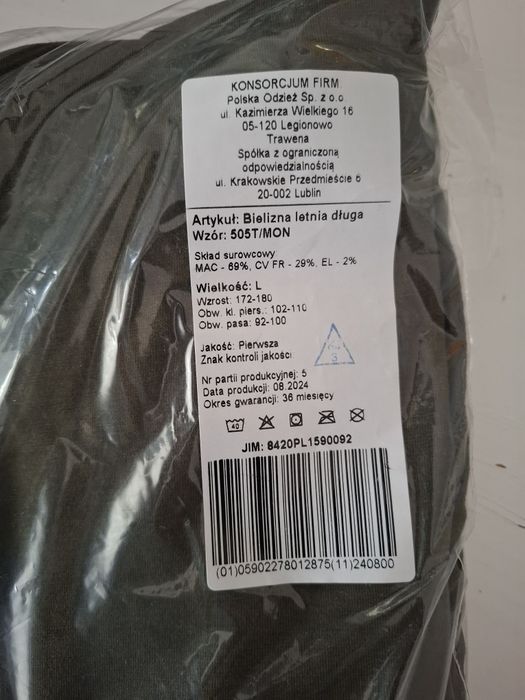 KONSORCJUM FIRM
Polska Odzież Sp. z o.o.
ul. Kazimierza Wielkiego 16
05-120 Legionowo
Trawena
Spółka z ograniczoną
odpowiedzialnością
ul. Krakowskie Przedmieście 6
20-002 Lublin
Artykuł: Bielizna letnia długa
Wzór: 505T/MON
Skład surowcowy
MAC - 69%, CV FR - 29%, EL - 2%
Wielkość: L
Wzrost: 172-180
Obw. kl. piers.: 102-110
Obw. pasa: 92-100
Jakość: Pierwsza
Znak kontroli jakości
3
Nr partii produkcyjnej: 5
Data produkcji: 08.2024
Okres gwarancji: 36 miesięcy
40
JIM: 8420PL1590092
(01)05902278012875(11)240800